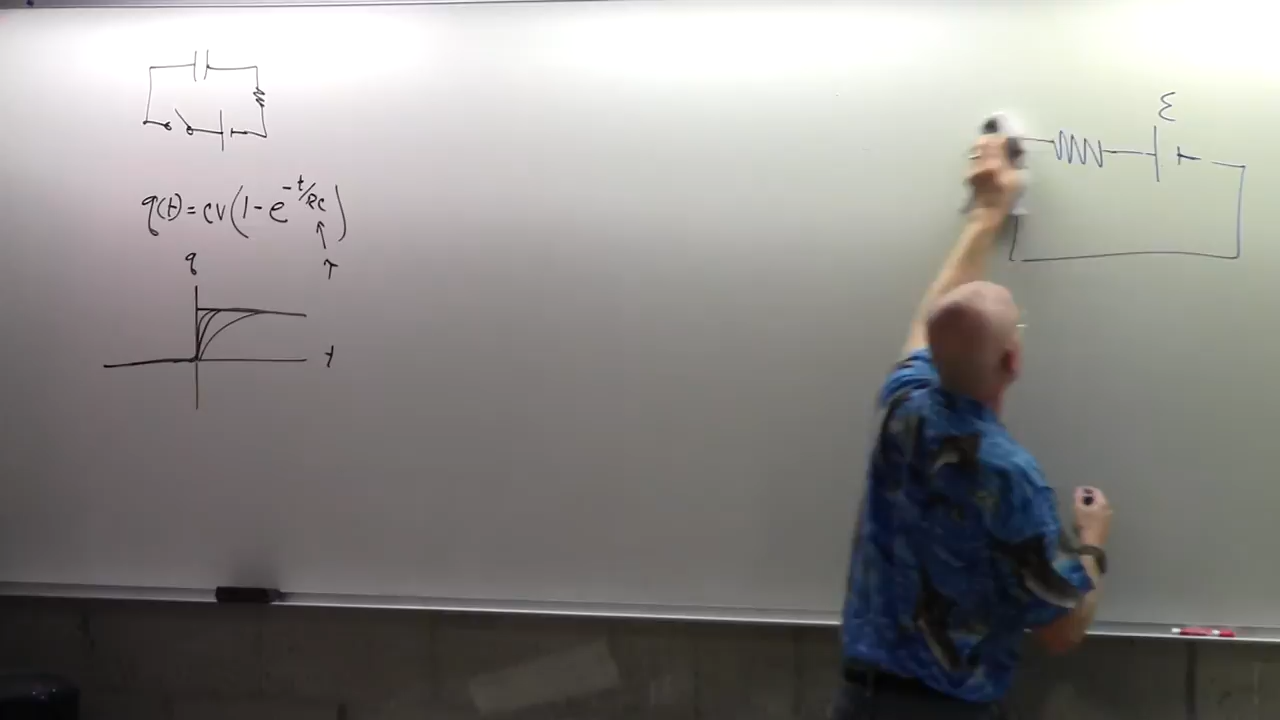 q(t) = cv(1 - e^{-t/RC})
↑
τ
q
t
ε